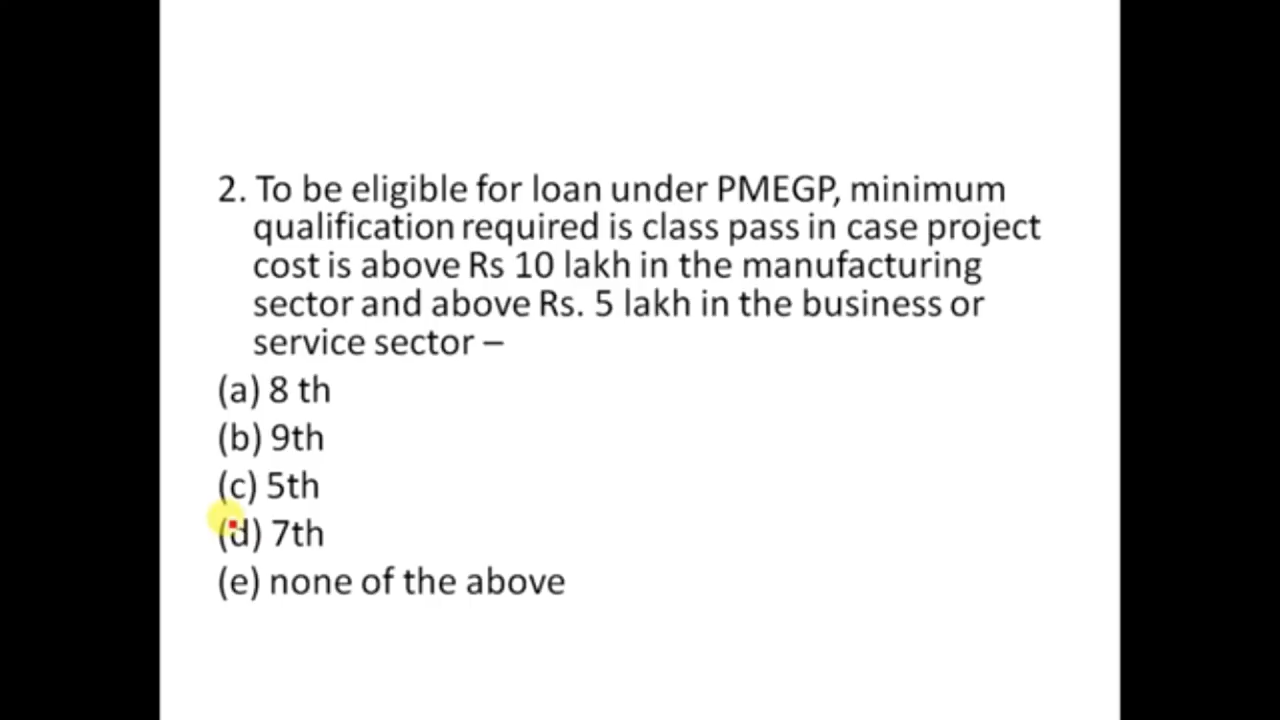 2. To be eligible for loan under PMEGP, minimum
qualification required is class pass in case project
cost is above Rs 10 lakh in the manufacturing
sector and above Rs. 5 lakh in the business or
service sector –
(a) 8 th
(b) 9th
(c) 5th
(d) 7th
(e) none of the above